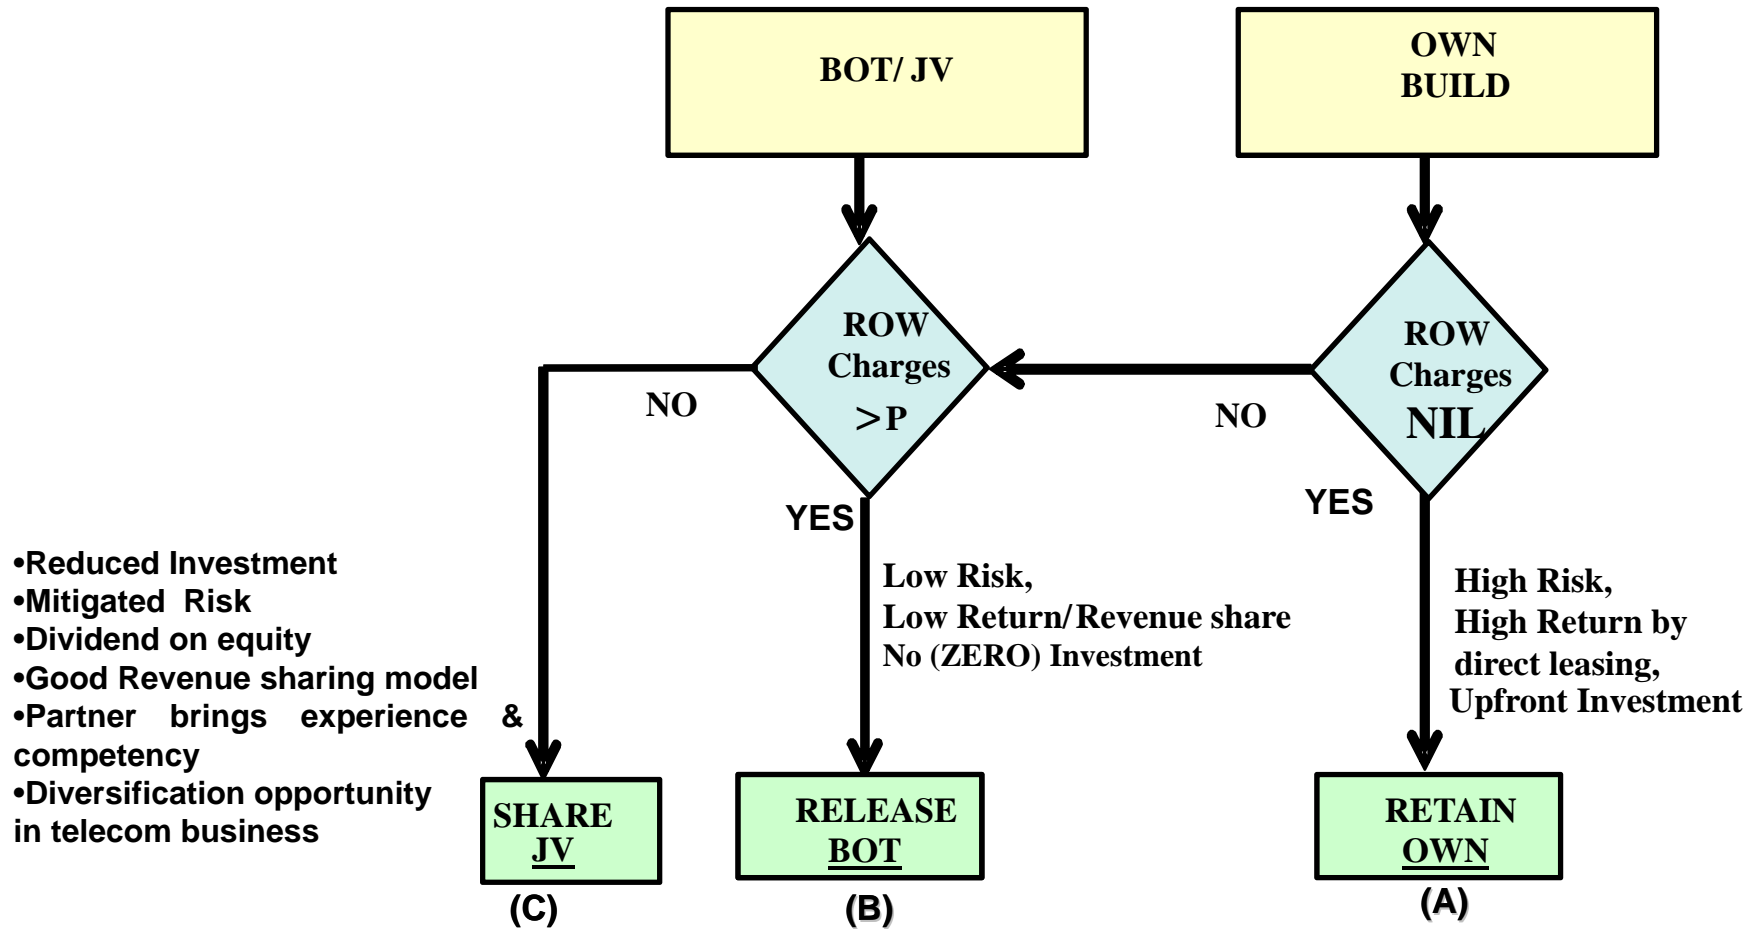 BOT/ JV
OWN
BUILD
ROW
Charges
>P
ROW
Charges
NIL
NO
NO
YES
YES
•Reduced Investment
•Mitigated Risk
•Dividend on equity
•Good Revenue sharing model
•Partner brings experience &
competency
•Diversification opportunity
in telecom business
Low Risk,
Low Return/ Revenue share
No (ZERO) Investment
High Risk,
High Return by
direct leasing,
Upfront Investment
SHARE
JV
RELEASE
BOT
RETAIN
OWN
(C)
(B)
(A)